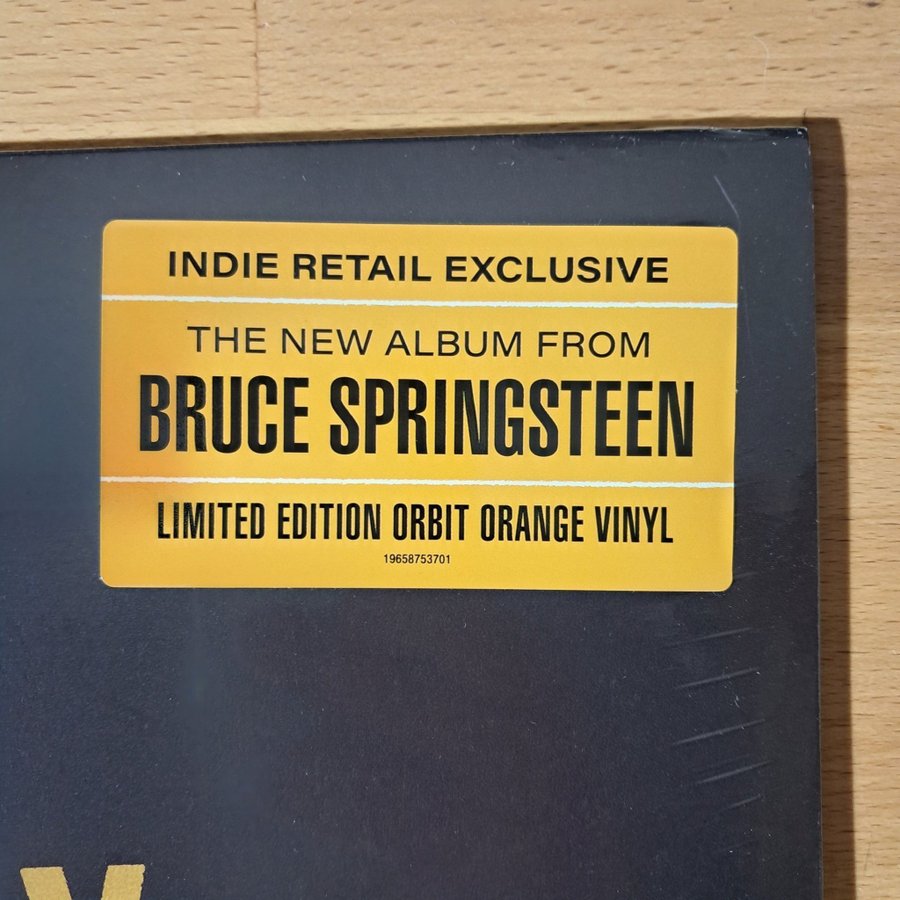 INDIE RETAIL EXCLUSIVE
THE NEW ALBUM FROM
BRUCE SPRINGSTEEN
LIMITED EDITION ORBIT ORANGE VINYL
19658753701